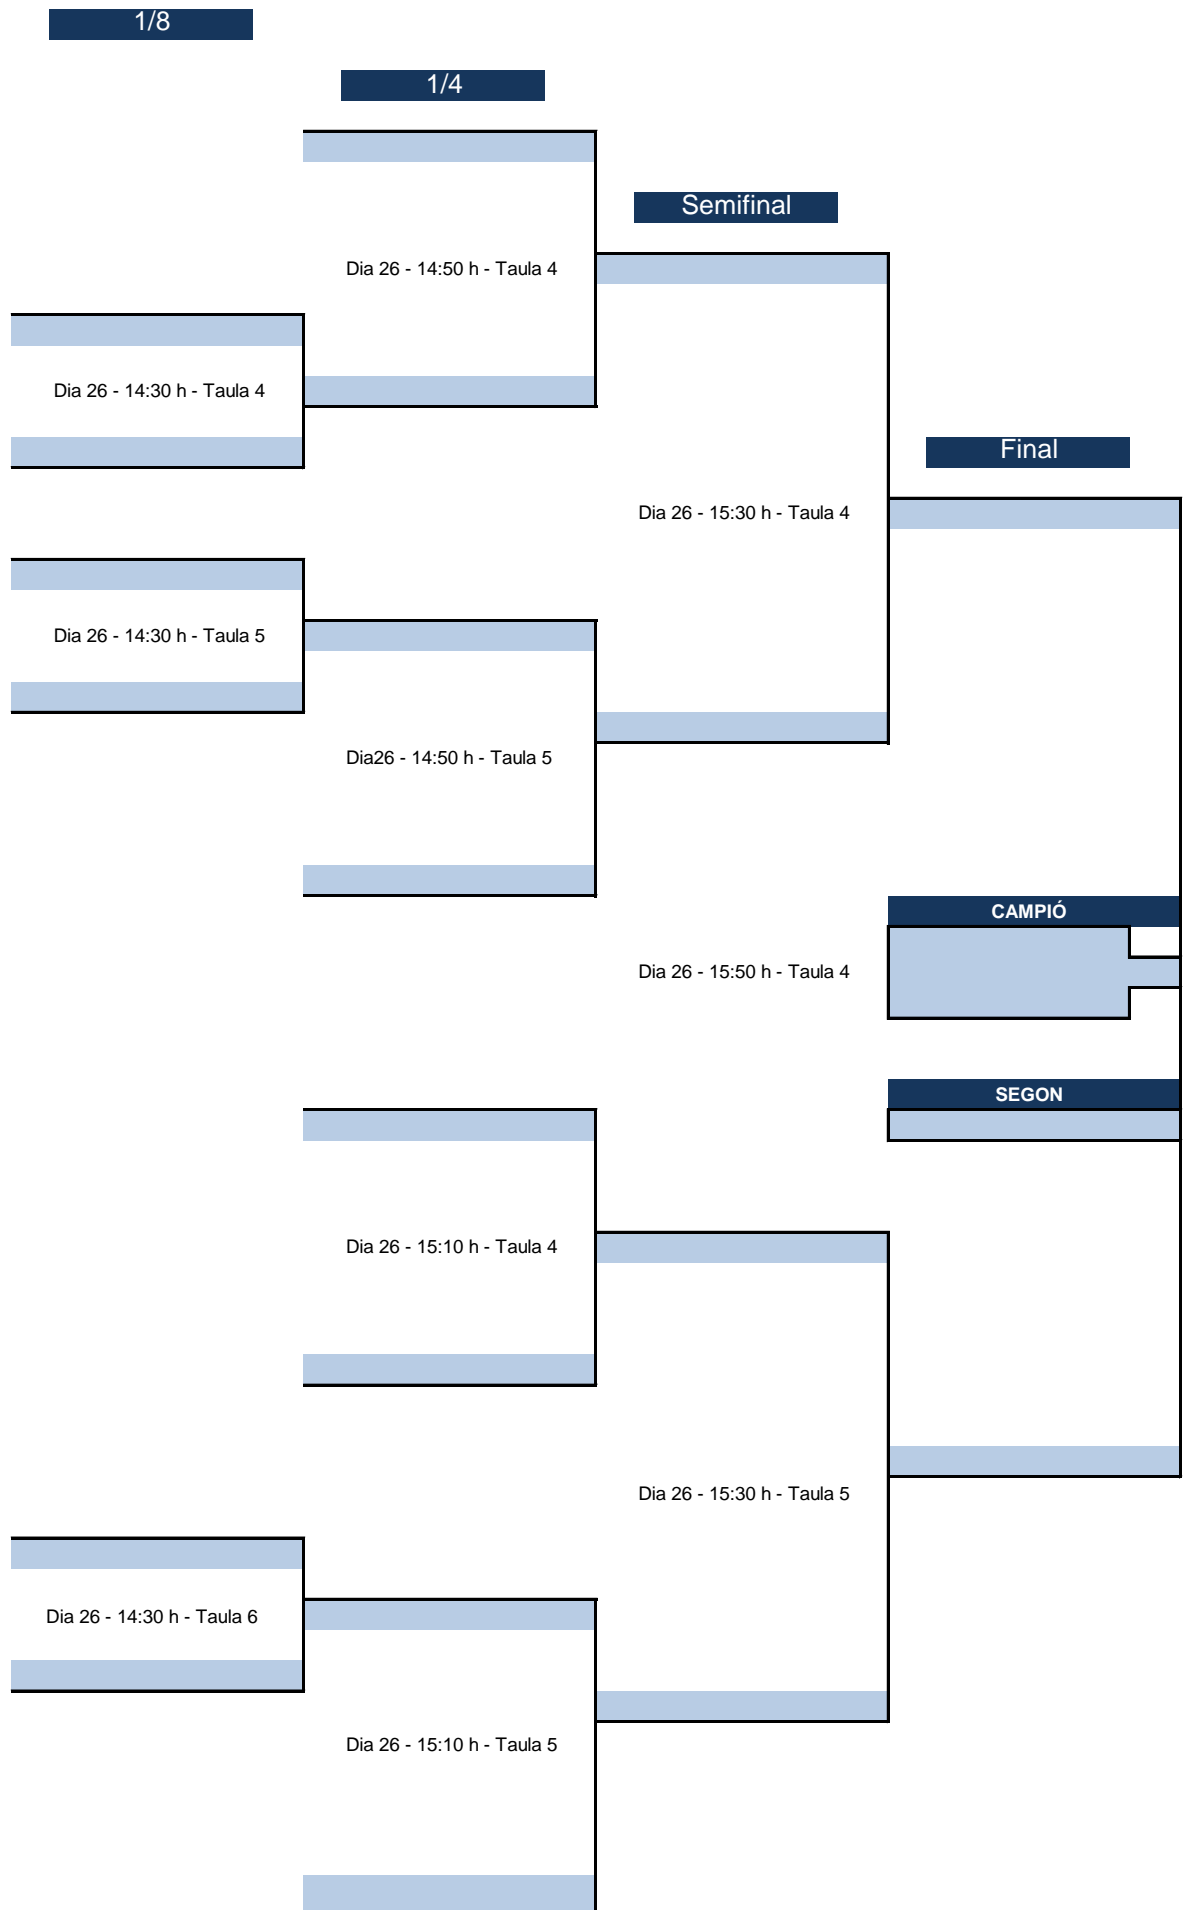 1/8
1/4
Semifinal
Dia 26 - 14:50 h - Taula 4
Dia 26 - 14:30 h - Taula 4
Final
Dia 26 - 15:30 h - Taula 4
Dia 26 - 14:30 h - Taula 5
Dia26 - 14:50 h - Taula 5
CAMPIÓ
Dia 26 - 15:50 h - Taula 4
SEGON
Dia 26 - 15:10 h - Taula 4
Dia 26 - 15:30 h - Taula 5
Dia 26 - 14:30 h - Taula 6
Dia 26 - 15:10 h - Taula 5